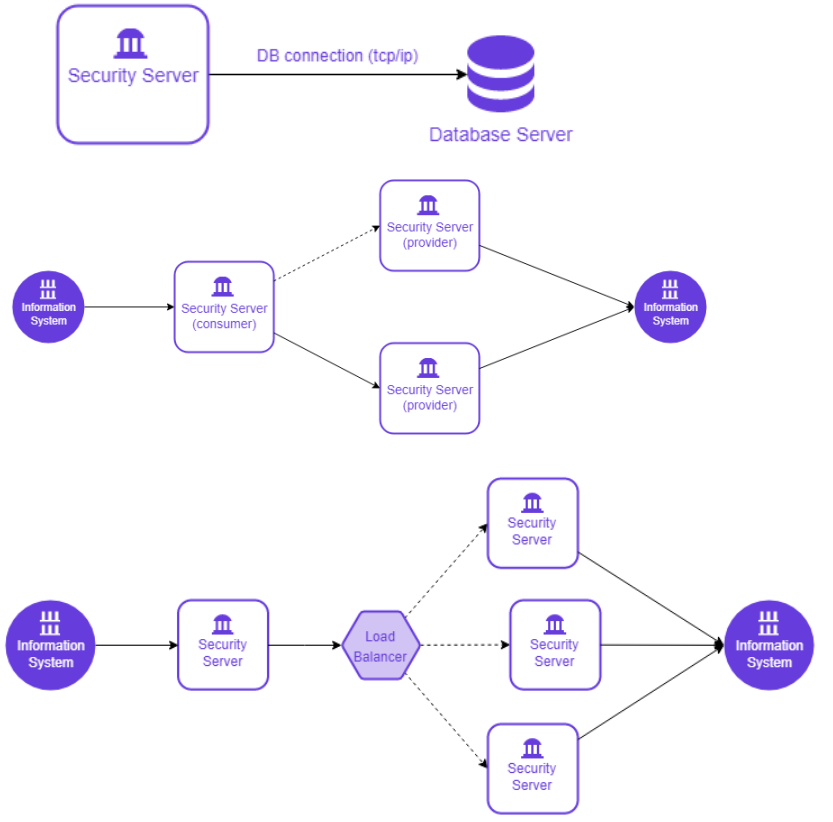 DB connection (tcp/ip)
Security Server
Database Server
Security Server
(provider)
Information
System
Security Server
(consumer)
Information
System
Security Server
(provider)
Security
Server
Information
System
Security
Server
Load
Balancer
Security
Server
Information
System
Security
Server